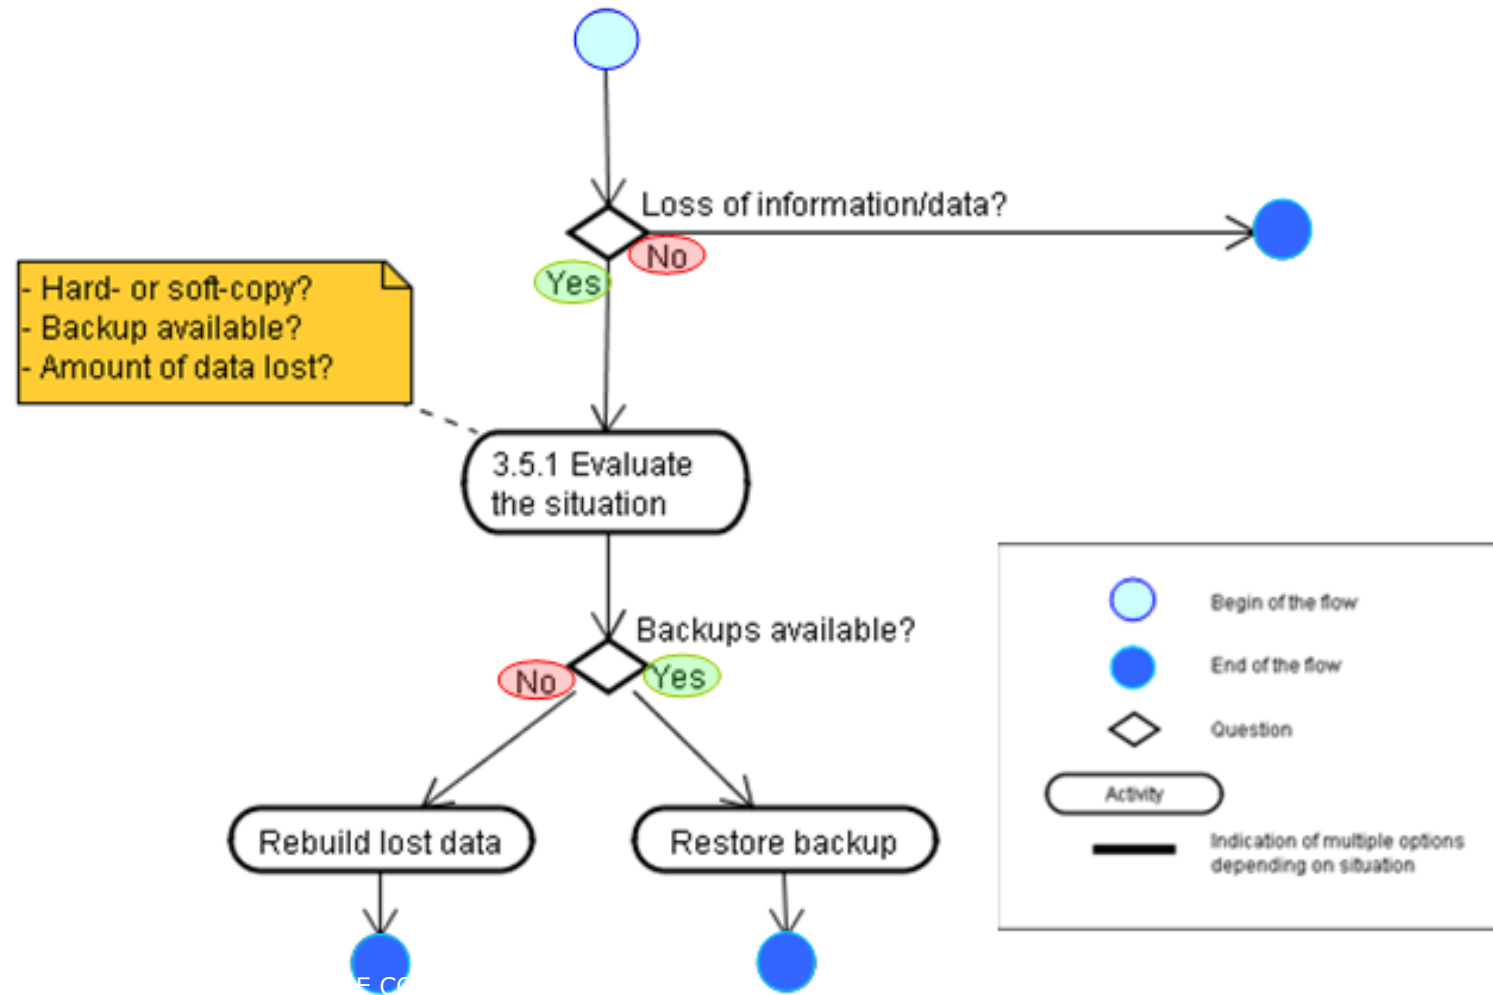 Loss of information/data?
No
Yes
- Hard- or soft-copy?
- Backup available?
- Amount of data lost?
3.5.1 Evaluate
the situation
Backups available?
No
Yes
Rebuild lost data
Restore backup
Begin of the flow
End of the flow
Question
Activity
Indication of multiple options
depending on situation